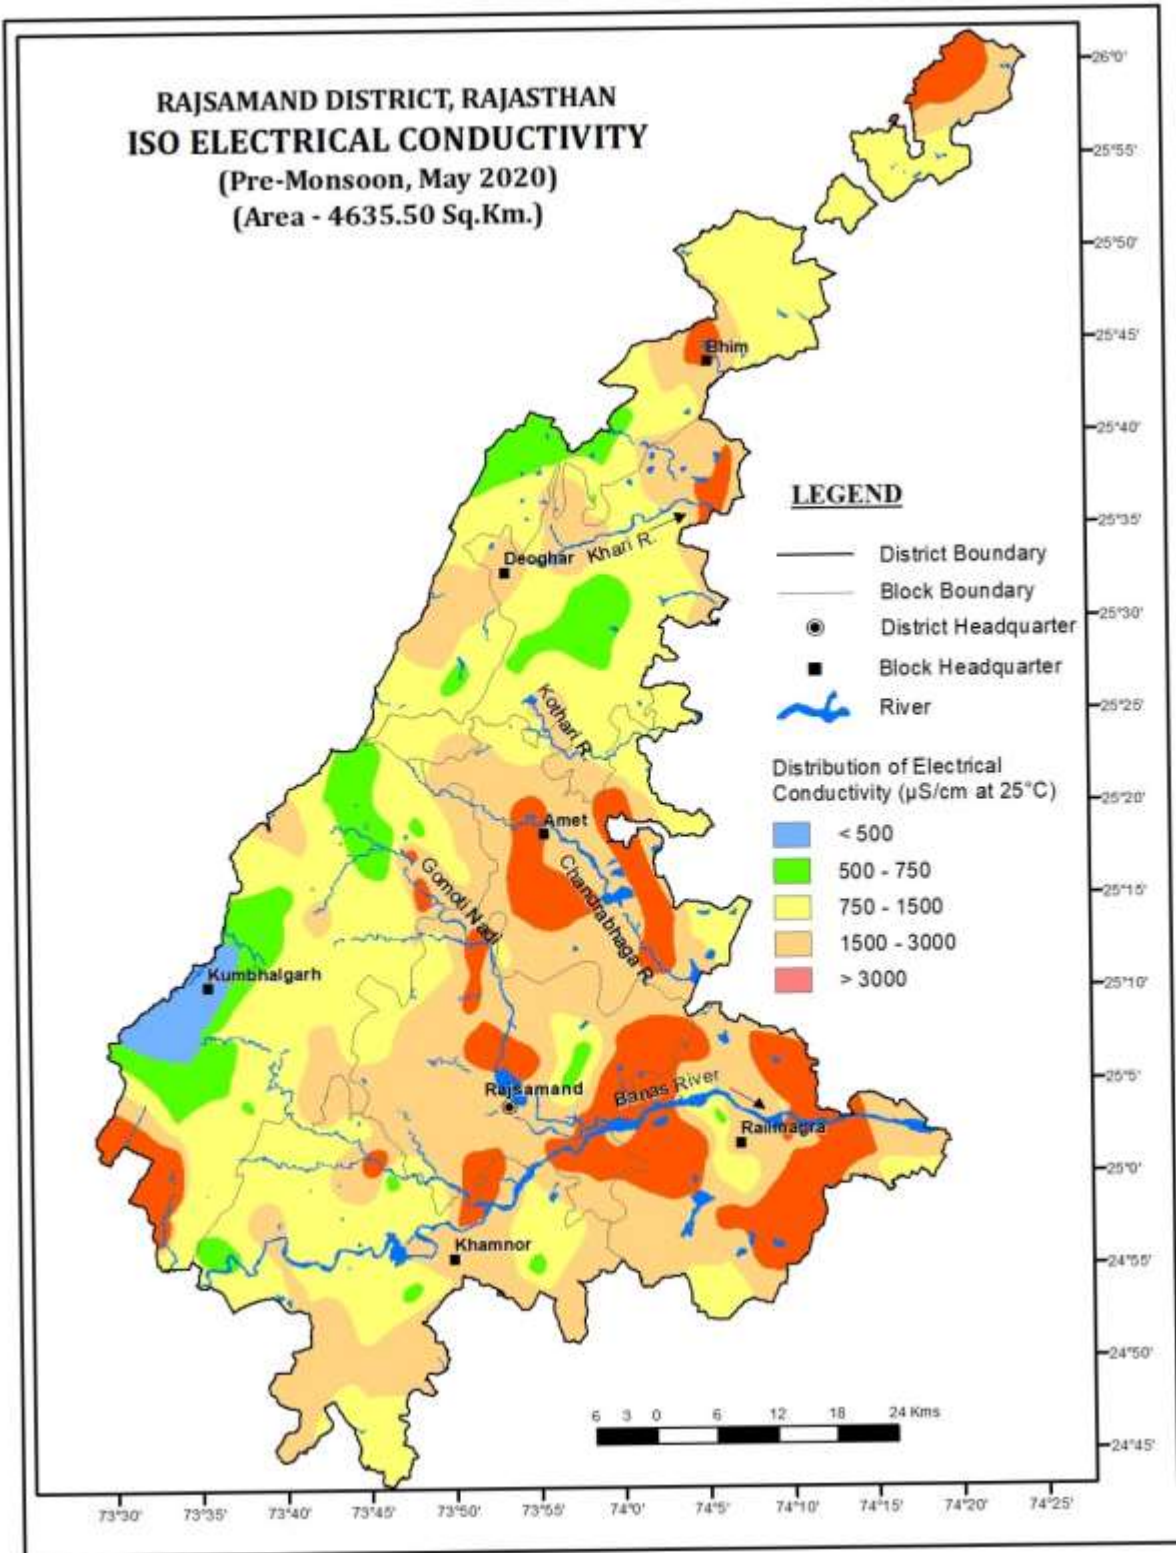 RAJSAMAND DISTRICT, RAJASTHAN
ISO ELECTRICAL CONDUCTIVITY
(Pre-Monsoon, May 2020)
(Area - 4635.50 Sq.Km.)
26°0'
25°55'
25°50'
25°45'
25°40'
25°35'
25°30'
25°25'
25°20'
25°15'
25°10'
25°5'
25°0'
24°55'
24°50'
24°45'
Bhim
Deoghar
Khari R.
Kothari R.
Amet
Gomoti Nadi
Chandrabhaga R.
Kumbhalgarh
Rajsamand
Banas River
Railmagra
Khamnor
LEGEND
District Boundary
Block Boundary
District Headquarter
Block Headquarter
River
Distribution of Electrical
Conductivity (µS/cm at 25°C)
< 500
500 - 750
750 - 1500
1500 - 3000
> 3000
6 3 0 6 12 18 24 Kms
73°30' 73°35' 73°40' 73°45' 73°50' 73°55' 74°0' 74°5' 74°10' 74°15' 74°20' 74°25'